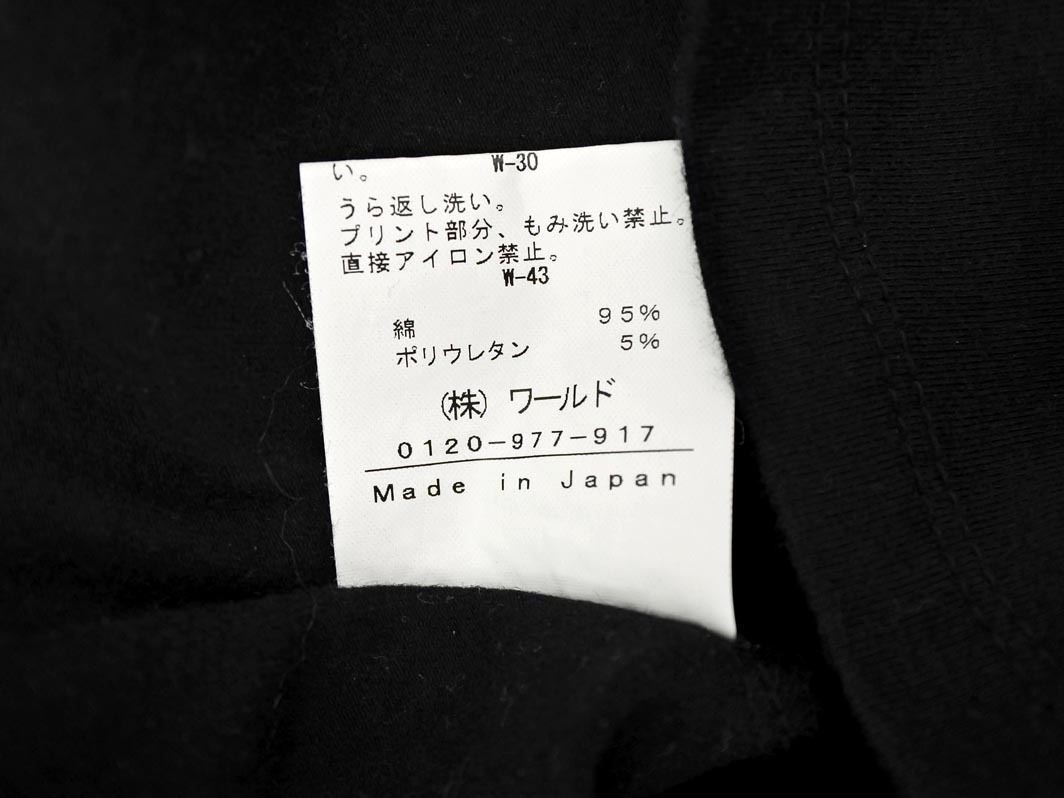 い。 W-30
うら返し洗い。
プリント部分、もみ洗い禁止。
直接アイロン禁止。
W-43
綿 95%
ポリウレタン 5%
(株) ワールド
0120-977-917
Made in Japan